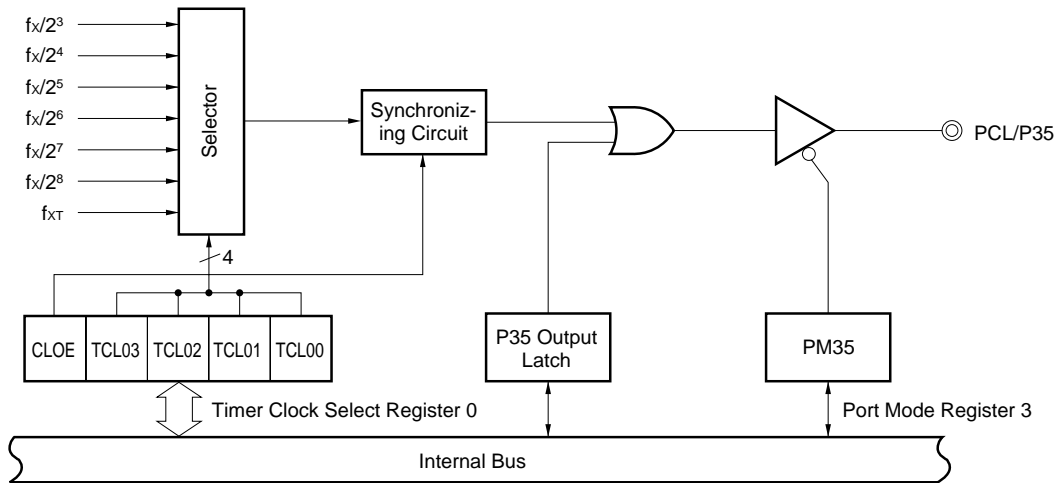 fX/2³
fX/2⁴
fX/2⁵
fX/2⁶
fX/2⁷
fX/2⁸
fXT
Selector
4
Synchroniz-
ing Circuit
PCL/P35
CLOE TCL03 TCL02 TCL01 TCL00
P35 Output
Latch
PM35
Timer Clock Select Register 0
Port Mode Register 3
Internal Bus